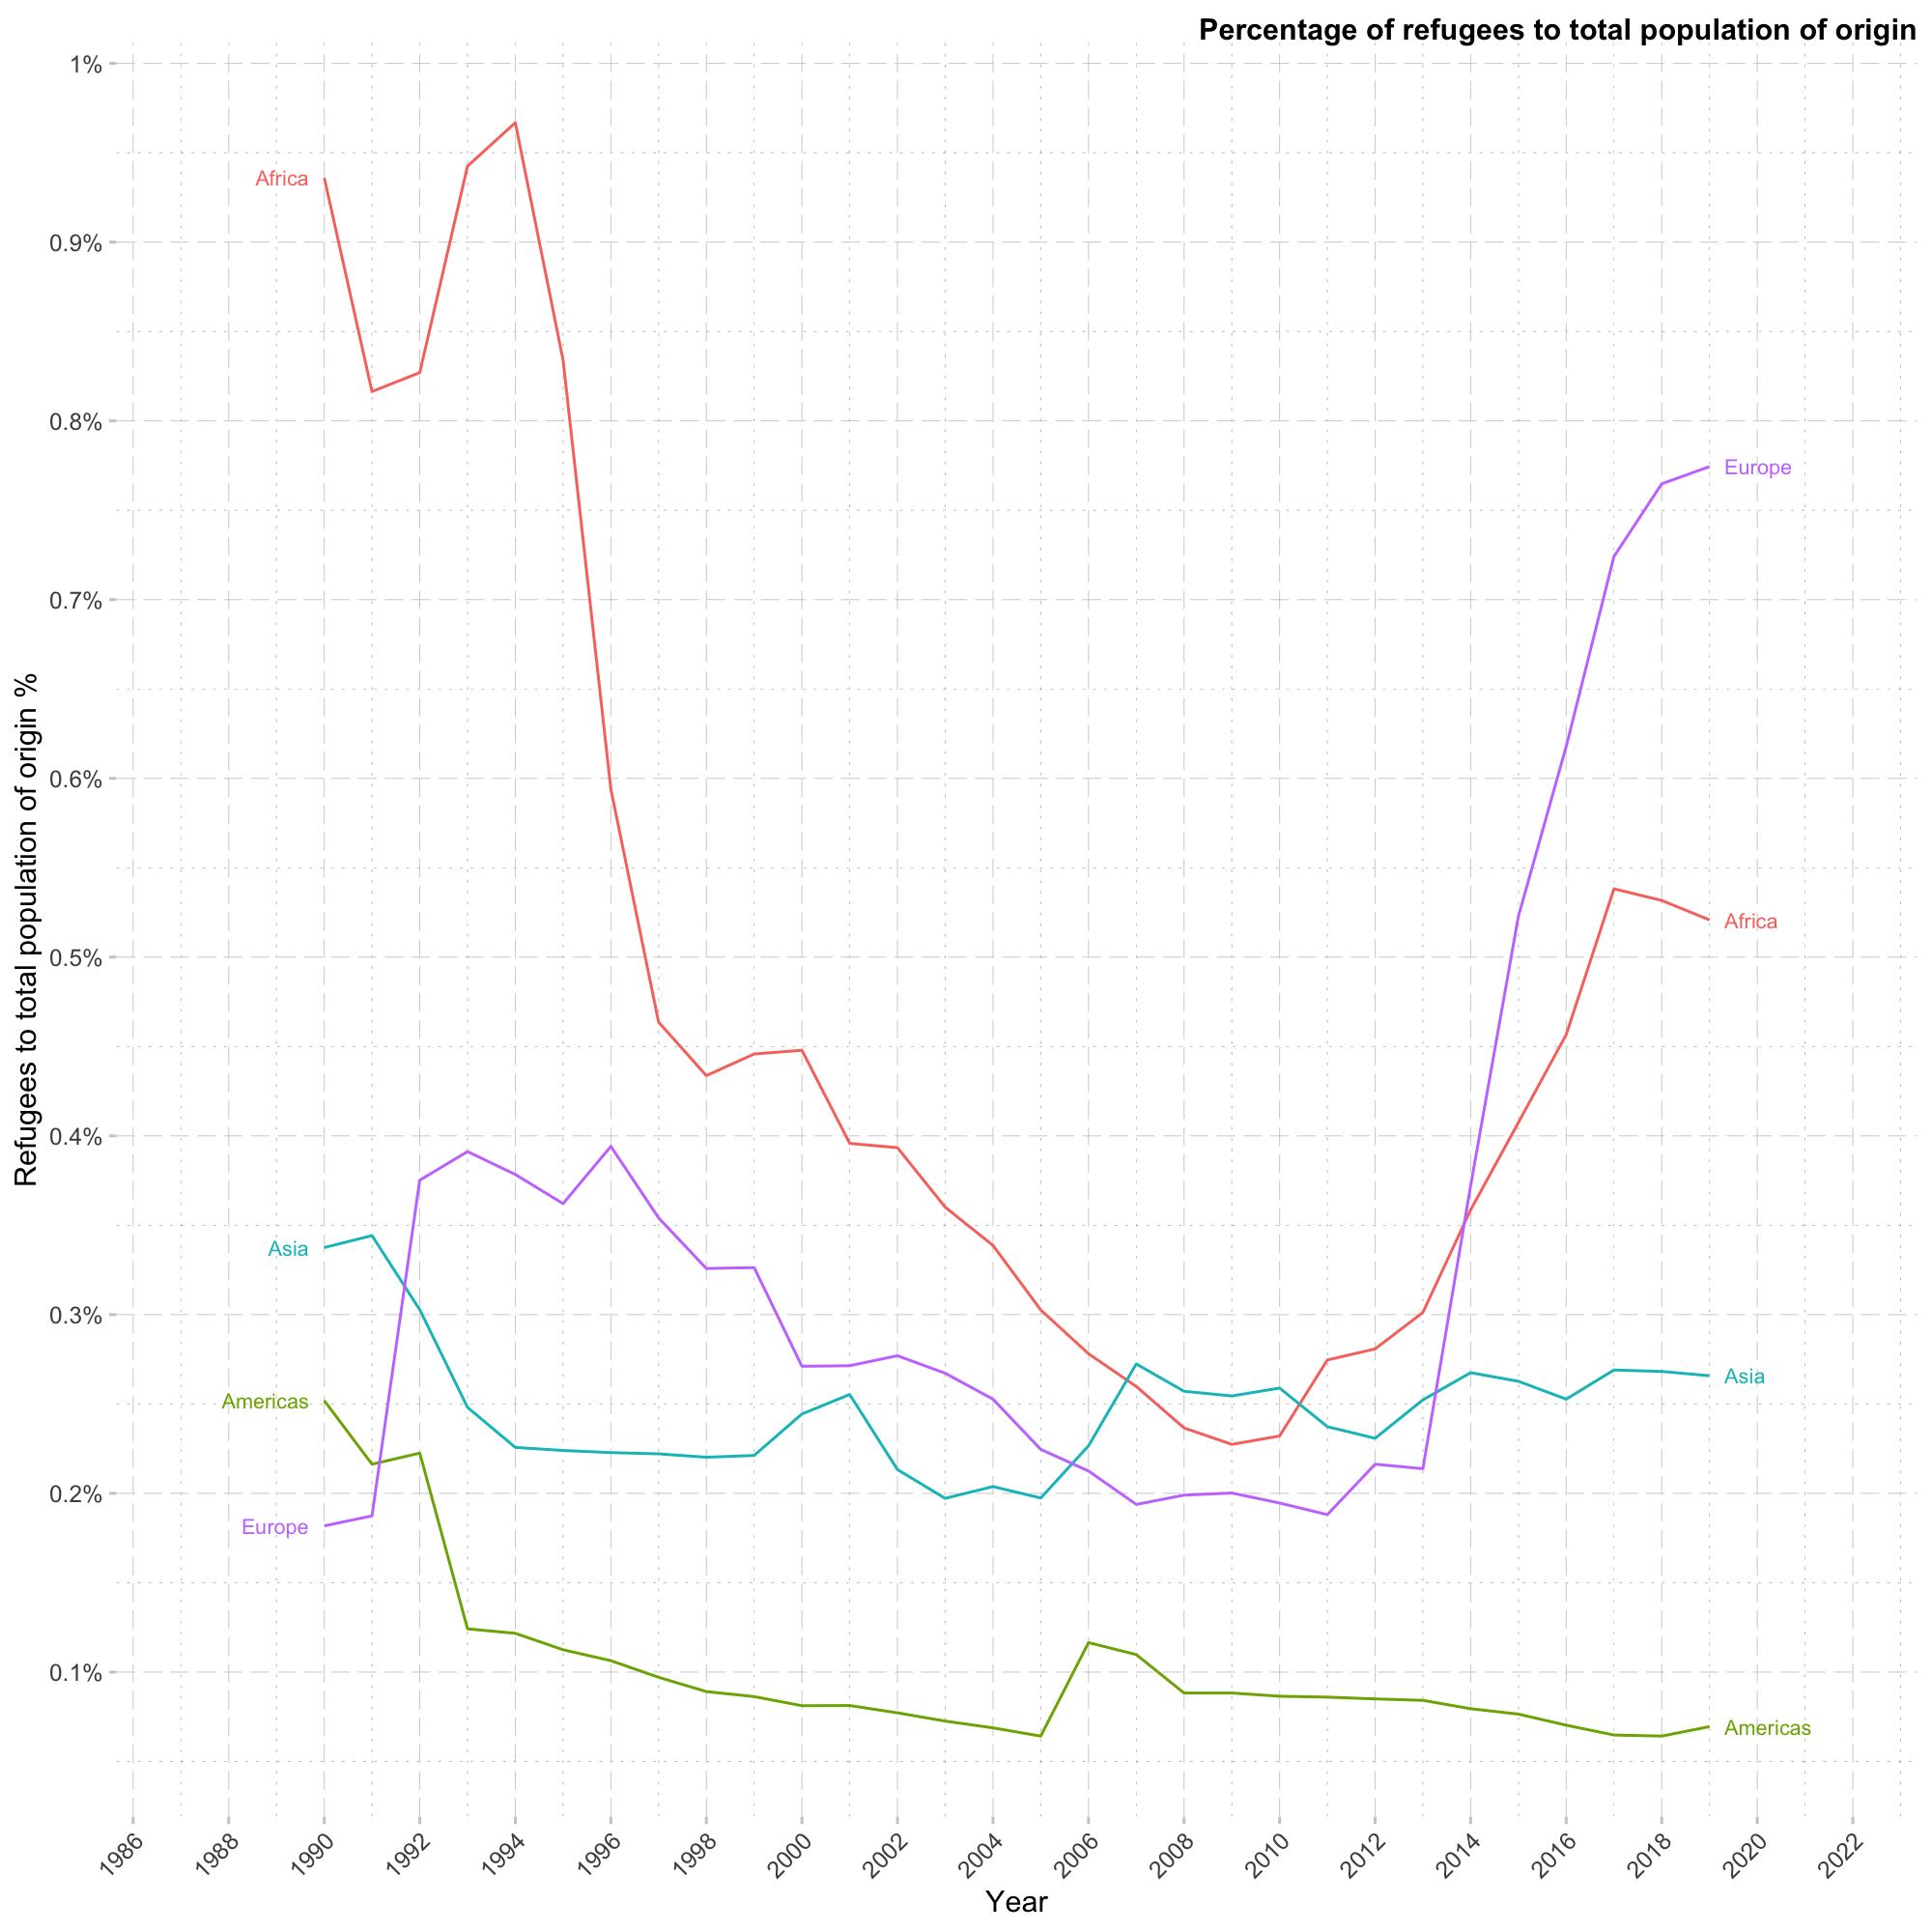 Percentage of refugees to total population of origin
Refugees to total population of origin %
1%
0.9%
0.8%
0.7%
0.6%
0.5%
0.4%
0.3%
0.2%
0.1%
Africa
Asia
Americas
Europe
Europe
Africa
Asia
Americas
1986
1988
1990
1992
1994
1996
1998
2000
2002
2004
2006
2008
2010
2012
2014
2016
2018
2020
2022
Year